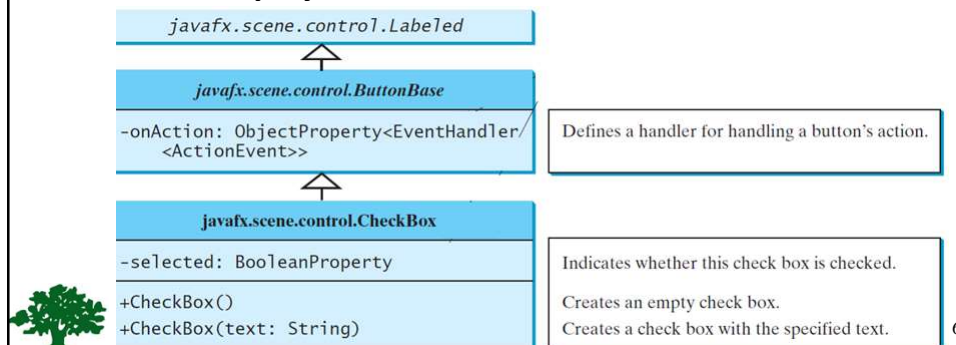 javafx.scene.control.Labeled
javafx.scene.control.ButtonBase
-onAction: ObjectProperty<EventHandler
<ActionEvent>>
Defines a handler for handling a button's action.
javafx.scene.control.CheckBox
-selected: BooleanProperty
Indicates whether this check box is checked.
+CheckBox()
Creates an empty check box.
+CheckBox(text: String)
Creates a check box with the specified text.